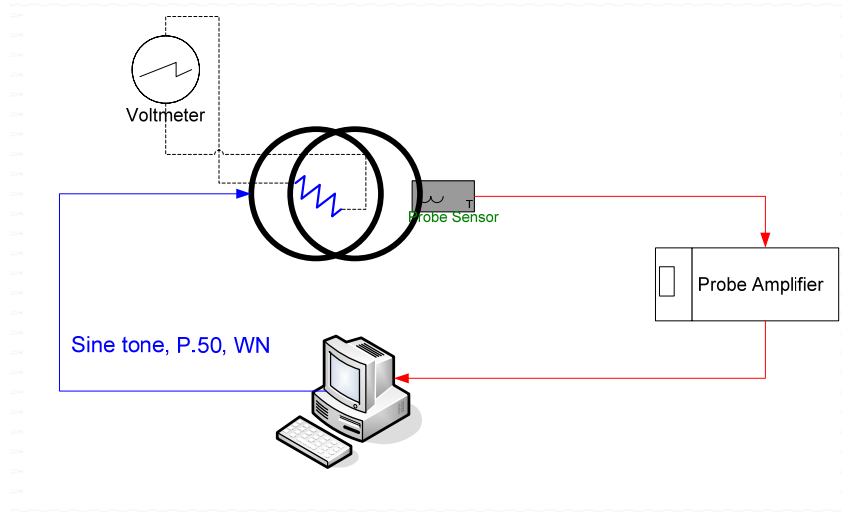 Voltmeter
T
Probe Sensor
Probe Amplifier
Sine tone, P.50, WN